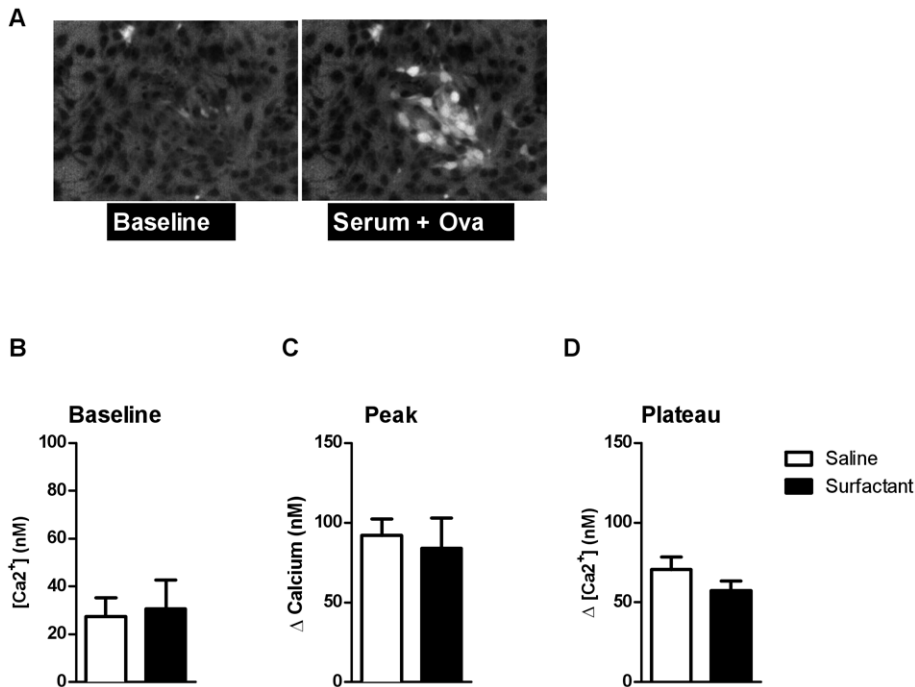 A
Baseline
Serum + Ova
B
C
D
Baseline
Peak
Plateau
100
80
60
40
20
0
[Ca2⁺] (nM)
150
100
50
0
Δ Calcium (nM)
150
100
50
0
Δ [Ca2⁺] (nM)
Saline
Surfactant